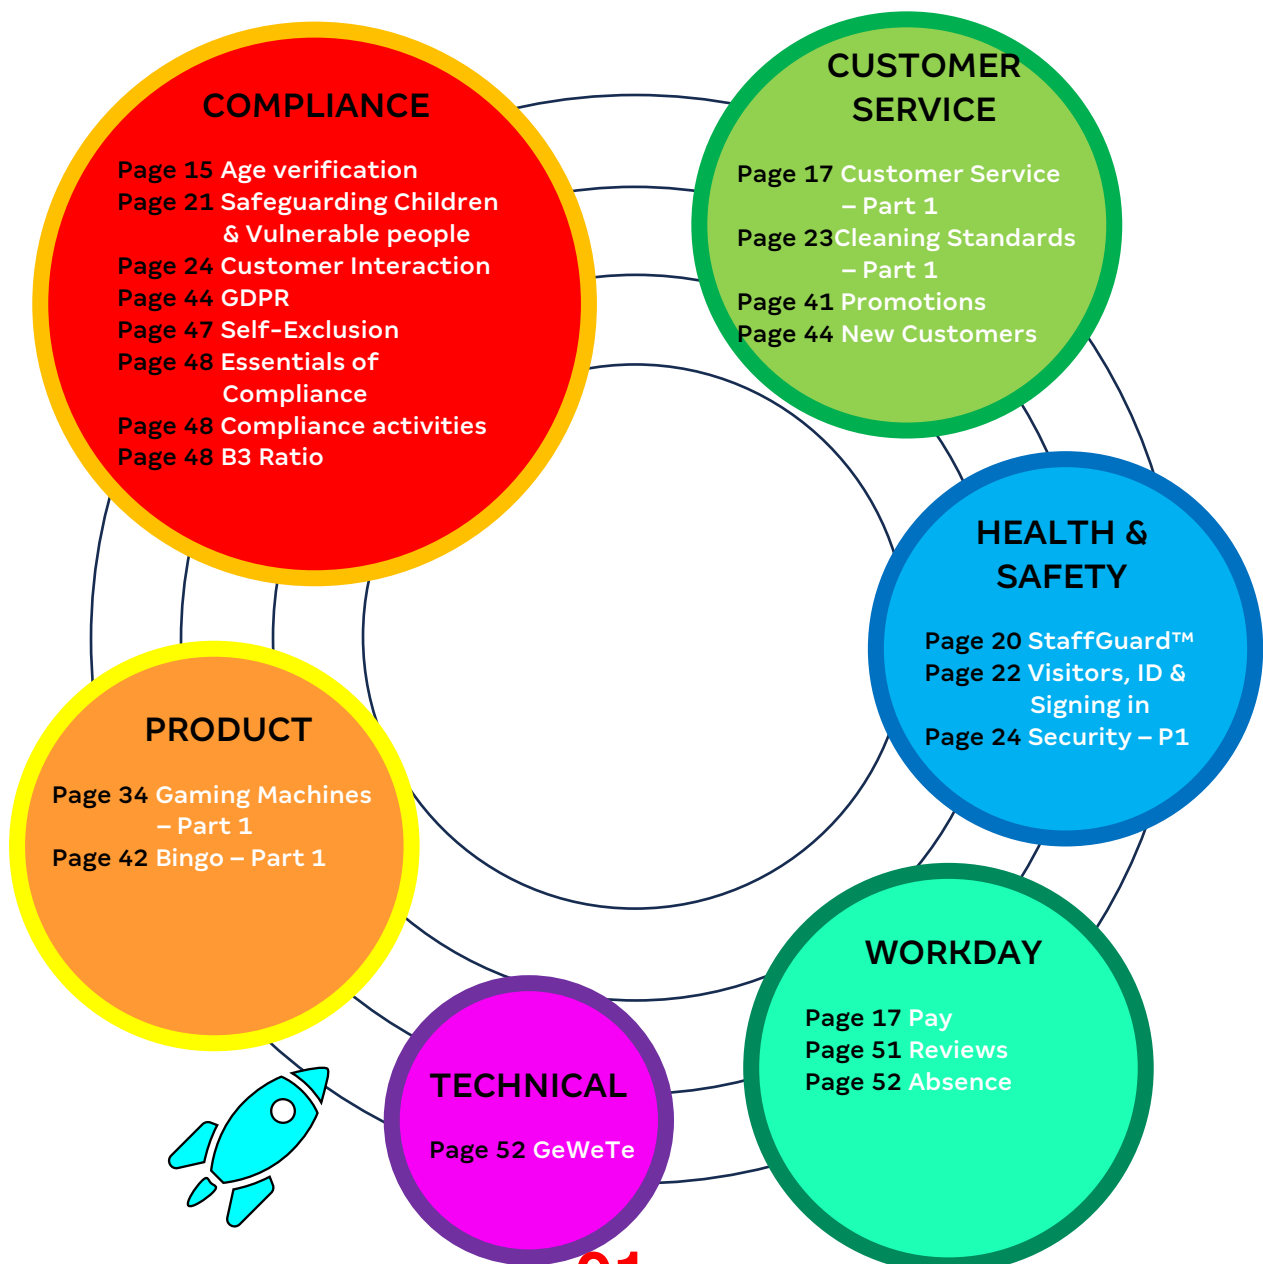 COMPLIANCE
Page 15 Age verification
Page 21 Safeguarding Children
& Vulnerable people
Page 24 Customer Interaction
Page 44 GDPR
Page 47 Self-Exclusion
Page 48 Essentials of
Compliance
Page 48 Compliance activities
Page 48 B3 Ratio
CUSTOMER
SERVICE
Page 17 Customer Service
– Part 1
Page 23Cleaning Standards
– Part 1
Page 41 Promotions
Page 44 New Customers
HEALTH &
SAFETY
Page 20 StaffGuard™
Page 22 Visitors, ID &
Signing in
Page 24 Security – P1
PRODUCT
Page 34 Gaming Machines
– Part 1
Page 42 Bingo – Part 1
WORKDAY
Page 17 Pay
Page 51 Reviews
Page 52 Absence
TECHNICAL
Page 52 GeWeTe